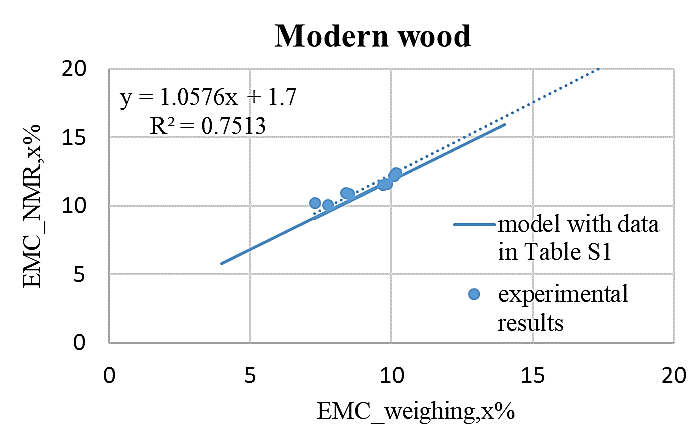 Modern wood
y = 1.0576x + 1.7
R² = 0.7513
EMC_NMR,x%
20
15
10
5
0
model with data
in Table S1
experimental
results
0 5 10 15 20
EMC_weighing,x%